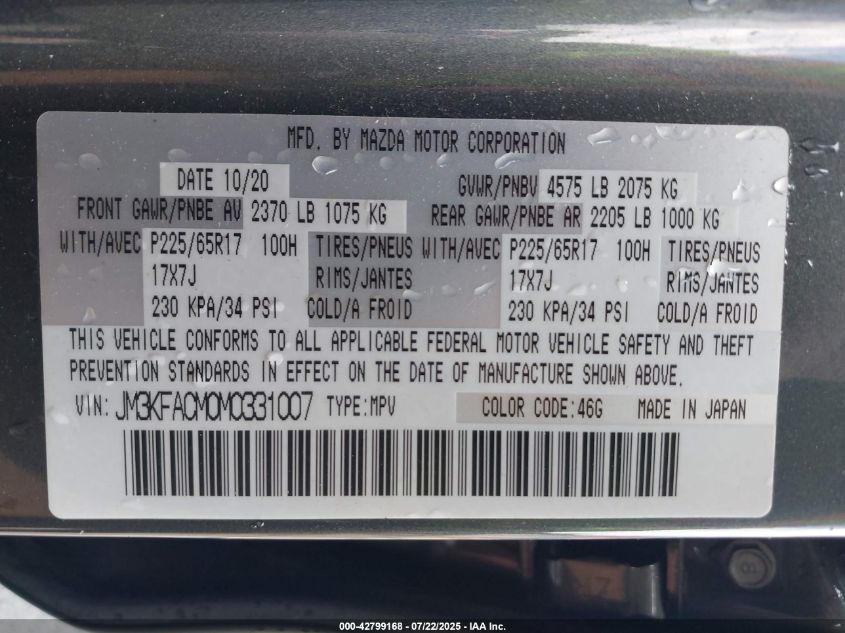 MFD. BY MAZDA MOTOR CORPORATION
DATE 10/20 GVWR/PNBV 4575 LB 2075 KG
FRONT GAWR/PNBE AV 2370 LB 1075 KG REAR GAWR/PNBE AR 2205 LB 1000 KG
WITH/AVEC P225/65R17 100H TIRES/PNEUS WITH/AVEC P225/65R17 100H TIRES/PNEUS
17X7J RIMS/JANTES 17X7J RIMS/JANTES
230 KPA/34 PSI COLD/A FROID 230 KPA/34 PSI COLD/A FROID
THIS VEHICLE CONFORMS TO ALL APPLICABLE FEDERAL MOTOR VEHICLE SAFETY AND THEFT
PREVENTION STANDARDS IN EFFECT ON THE DATE OF MANUFACTURE SHOWN ABOVE.
VIN: JM3KFACM0M0331007 TYPE:MPV COLOR CODE:46G MADE IN JAPAN
000-42799168 - 07/22/2025 - IAA Inc.